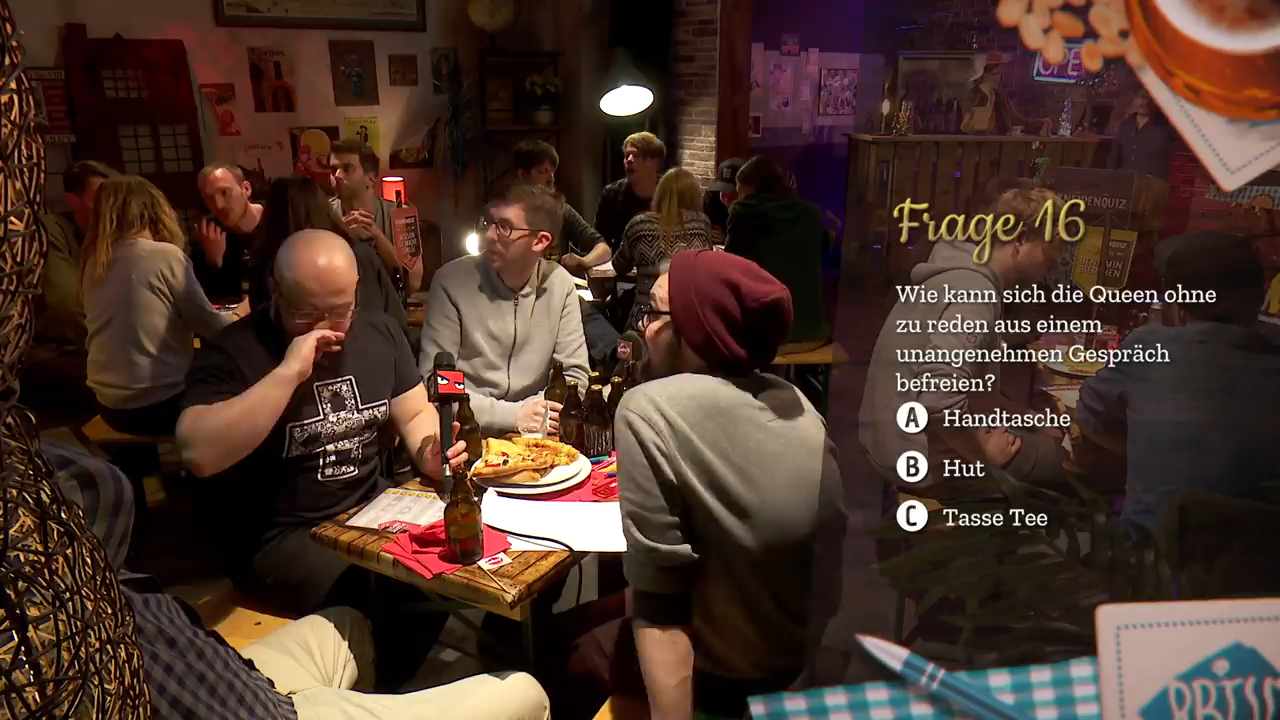 OPE
Frage 16
Wie kann sich die Queen ohne
zu reden aus einem
unangenehmen Gespräch
befreien?
A Handtasche
B Hut
C Tasse Tee